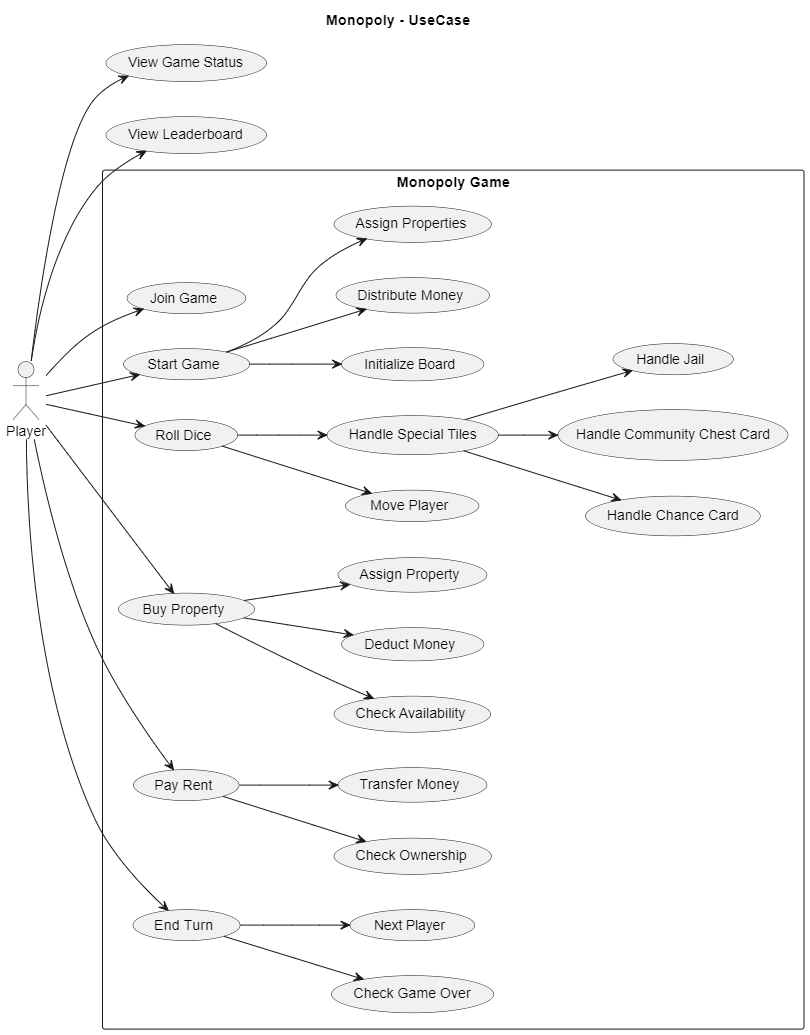 Monopoly - UseCase
View Game Status
View Leaderboard
Monopoly Game
Assign Properties
Distribute Money
Join Game
Initialize Board
Start Game
Handle Jail
Player
Roll Dice
Handle Special Tiles
Handle Community Chest Card
Move Player
Handle Chance Card
Assign Property
Buy Property
Deduct Money
Check Availability
Pay Rent
Transfer Money
Check Ownership
End Turn
Next Player
Check Game Over